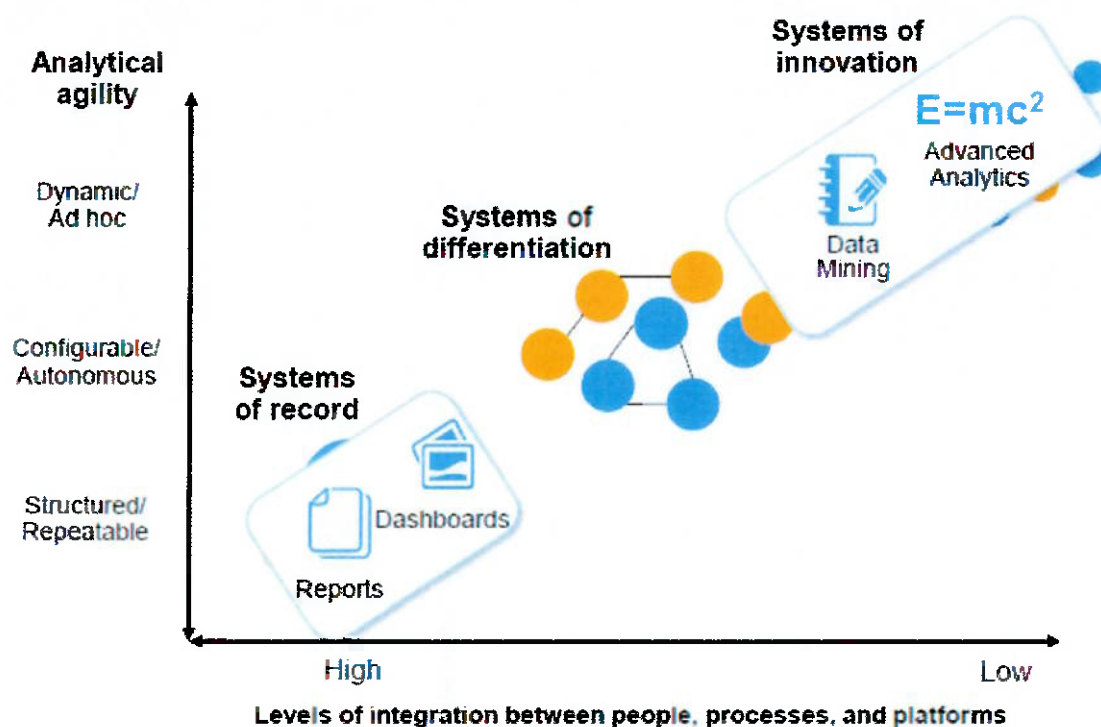 Systems of
innovation
Analytical
agility
E=mc²
Advanced
Analytics
Dynamic/
Ad hoc
Systems of
differentiation
Data
Mining
Configurable/
Autonomous
Systems
of record
Structured/
Repeatable
Dashboards
Reports
High
Low
Levels of integration between people, processes, and platforms